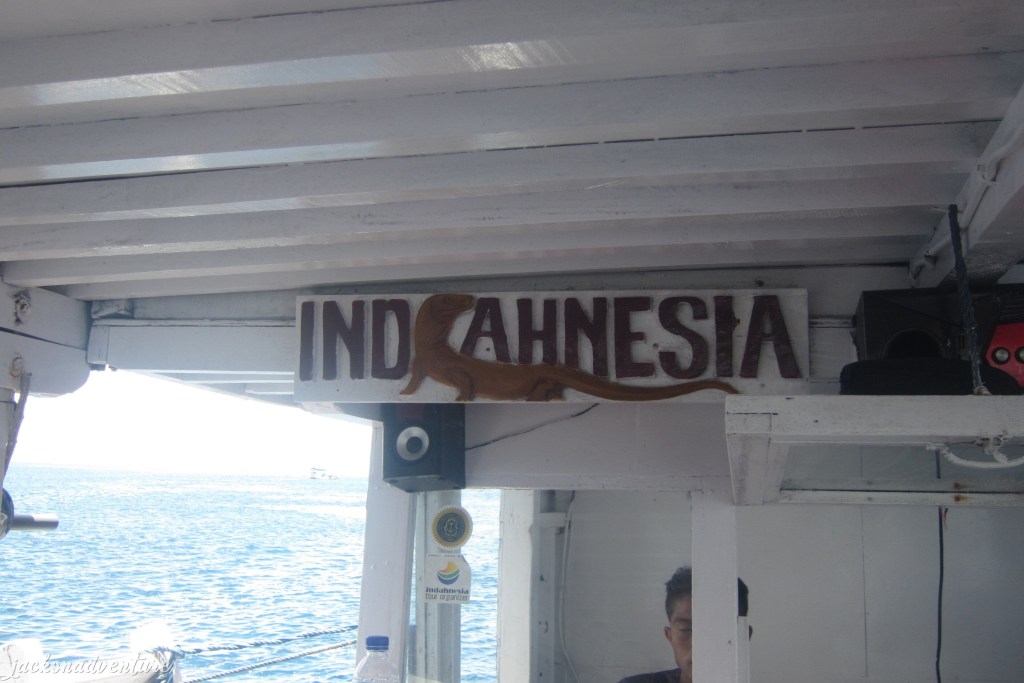 INDAHNESIA
indahnesia
tour organizer
jacksnadventure